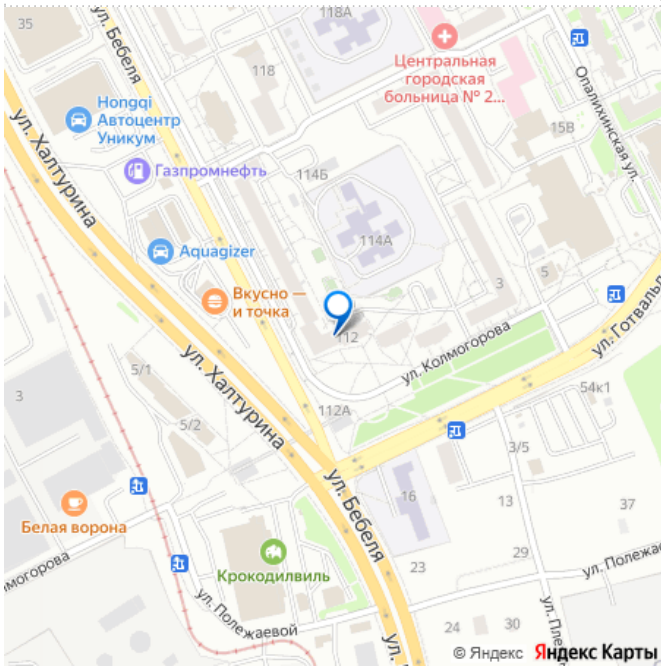 35
ул. Бебеля
118А
Центральная
городская
больница № 2...
118
Опалихинская ул.
Hongqi
Автоцентр
Уникум
15В
ул. Халтурина
Газпромнефть
114Б
114А
Aquagizer
5
3
Вкусно —
и точка
112
ул. Готвальд
ул. Колмогорова
5/1
ул. Халтурина
3
54к1
112А
5/2
3/5
ул. Бебеля
16
13
37
Белая ворона
29
лмогорова
Крокодилвиль
23
ул. Полежае
ул. Полежаевой
24
30
ул. Пле
ул.
© Яндекс Яндекс Карты